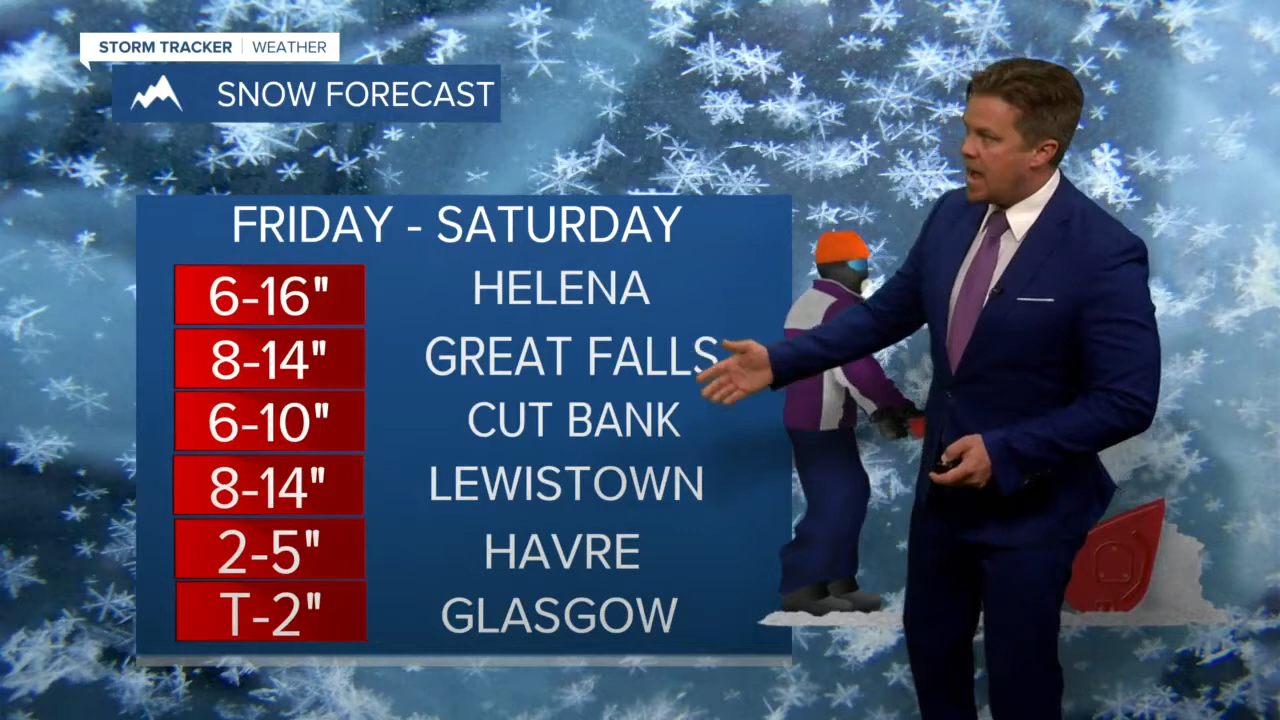 STORM TRACKER | WEATHER
SNOW FORECAST
FRIDAY - SATURDAY
6-16" HELENA
8-14" GREAT FALLS
6-10" CUT BANK
8-14" LEWISTOWN
2-5" HAVRE
T-2" GLASGOW